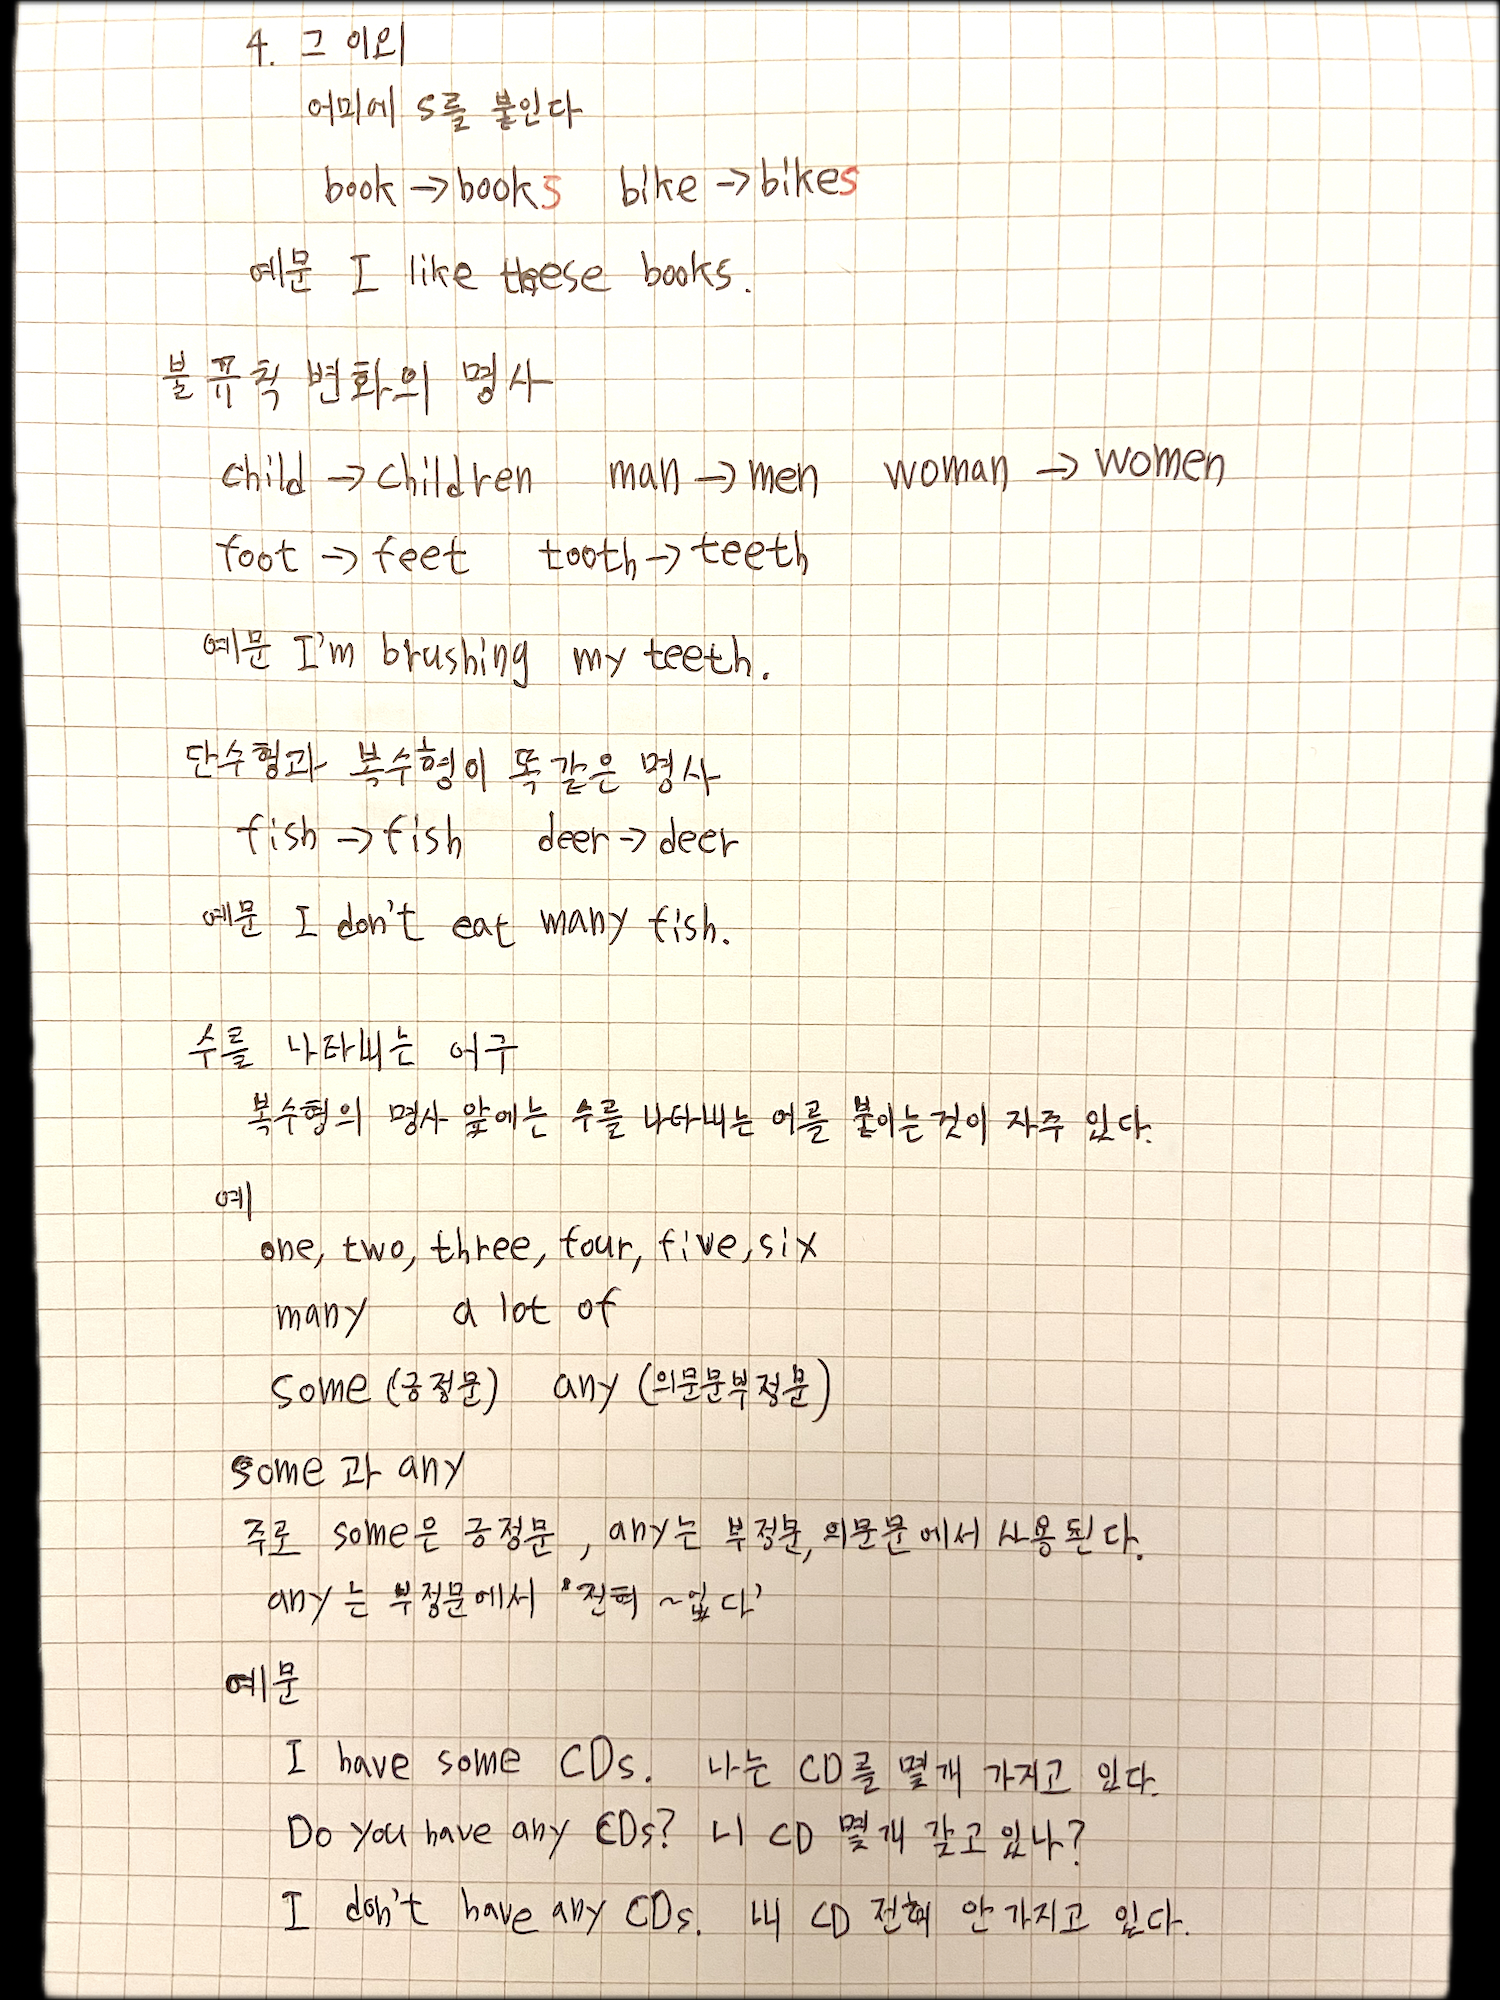 4. 그 이외
어미에 s를 붙인다
book → books bike → bikes
예문 I like these books.
불뀨칙 변화의 명사
child → children man → men woman → women
foot → feet tooth → teeth
예문 I'm brushing my teeth.
단수형과 복수형이 똑같은 명사
fish → fish deer → deer
예문 I don't eat many fish.
수를 나타내는 어구
복수형의 명사 앞에는 수를 나타내는 어를 붙이는것이 자주 있다.
예
one, two, three, four, five, six
many a lot of
some (긍정문) any (의문문부정문)
some과 any
주로 some은 긍정문, any는 부정문, 의문문에서 사용된다.
any는 부정문에서 '전혀 ~없다'
예문
I have some CDs. 나는 CD를 몇개 가지고 있다.
Do you have any CDs? 니 CD 몇개 갈고있나?
I don't have any CDs. 내 CD 전혀 안가지고 있다.